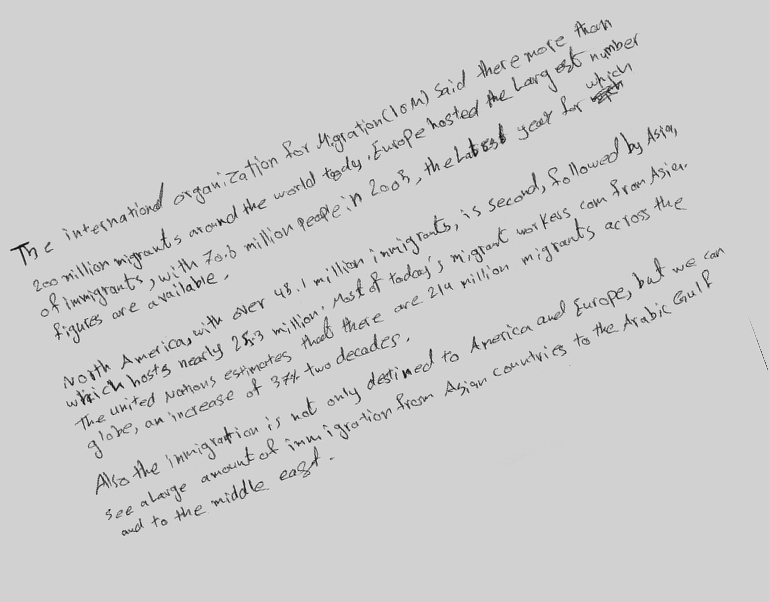 The international organization for Migration (IOM) said there more than
200 million migrants around the world tody. Europe hosted the Largest number
of immigrants, with 70.6 million people in 2005, the Latest year for which
figures are available.
North America, with over 45.1 million immigrants, is second, followed by Asia,
which hosts nearly 25.3 million. Most of today's migrant workers com from Asia.
The united Nations estimates that there are 214 million migrants across the
globe, an increase of 37% two decades.
Also the immigration is not only destined to America and Europe, but we can
see a large amount of immigration from Asian countries to the Arabic Gulf
and to the middle east.